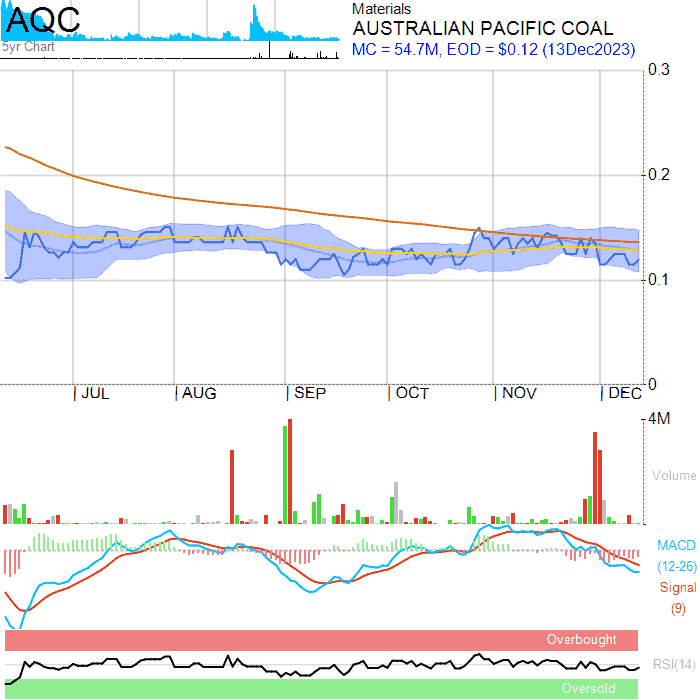 AQC
5yr Chart
Materials
AUSTRALIAN PACIFIC COAL
MC = 54.7M, EOD = $0.12 (13Dec2023)
0.3
0.2
0.1
0
JUL AUG SEP OCT NOV DEC
4M
Volume
MACD
(12-26)
Signal
(9)
Overbought
RSI(14)
Oversold